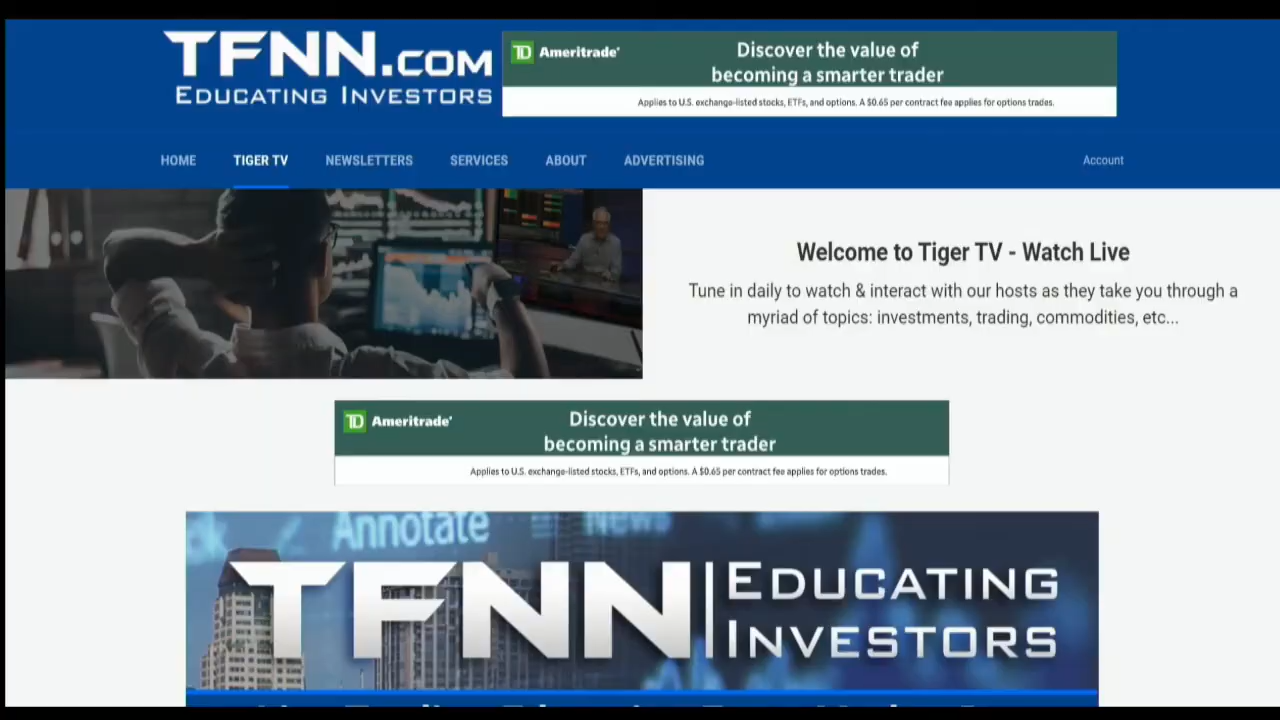 TFNN.COM
EDUCATING INVESTORS
TD Ameritrade
Discover the value of
becoming a smarter trader
Applies to U.S. exchange-listed stocks, ETFs, and options. A $0.65 per contract fee applies for options trades.
HOME TIGER TV NEWSLETTERS SERVICES ABOUT ADVERTISING Account
Welcome to Tiger TV - Watch Live
Tune in daily to watch & interact with our hosts as they take you through a
myriad of topics: investments, trading, commodities, etc...
TD Ameritrade
Discover the value of
becoming a smarter trader
Applies to U.S. exchange-listed stocks, ETFs, and options. A $0.65 per contract fee applies for options trades.
Annotate News
TFNN EDUCATING
INVESTORS